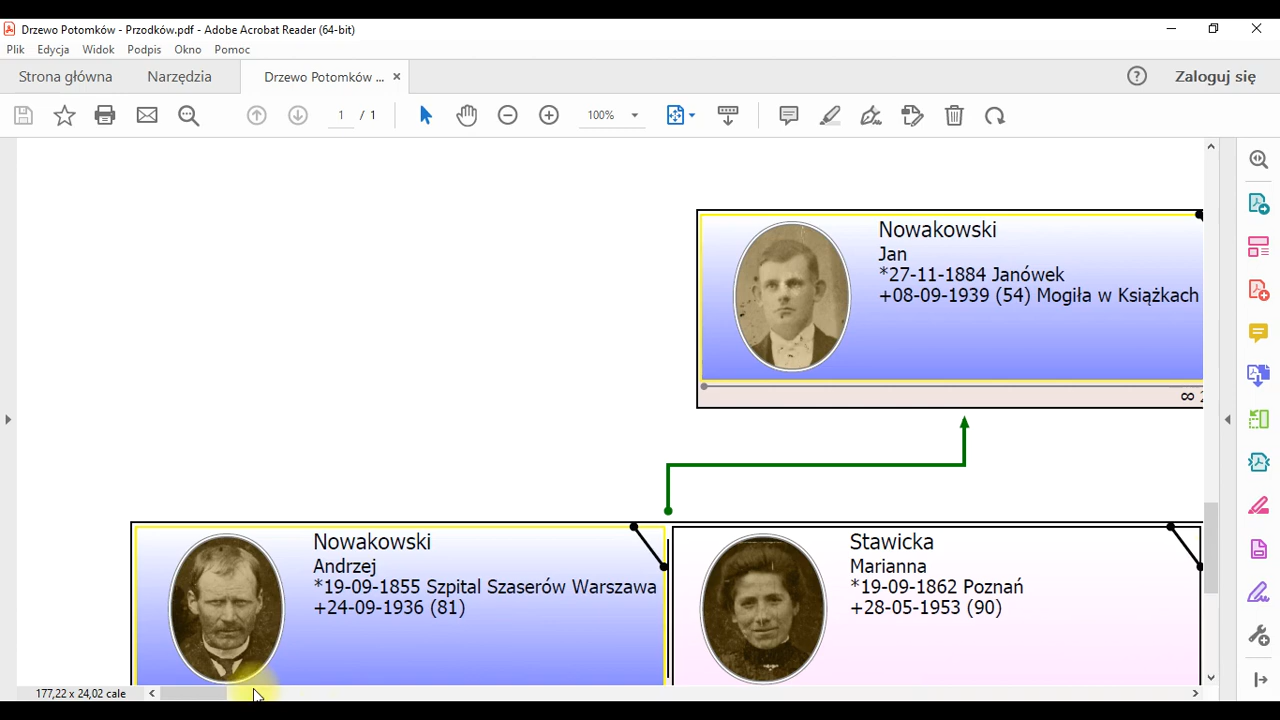 Drzewo Potomków - Przodków.pdf - Adobe Acrobat Reader (64-bit)
Plik Edycja Widok Podpis Okno Pomoc
Strona główna Narzędzia Drzewo Potomków ... × Zaloguj się
1 / 1 100%
Nowakowski
Jan
*27-11-1884 Janówek
+08-09-1939 (54) Mogiła w Książkach
∞ 2
Nowakowski
Andrzej
*19-09-1855 Szpital Szaserów Warszawa
+24-09-1936 (81)
Stawicka
Marianna
*19-09-1862 Poznań
+28-05-1953 (90)
177,22 x 24,02 cale